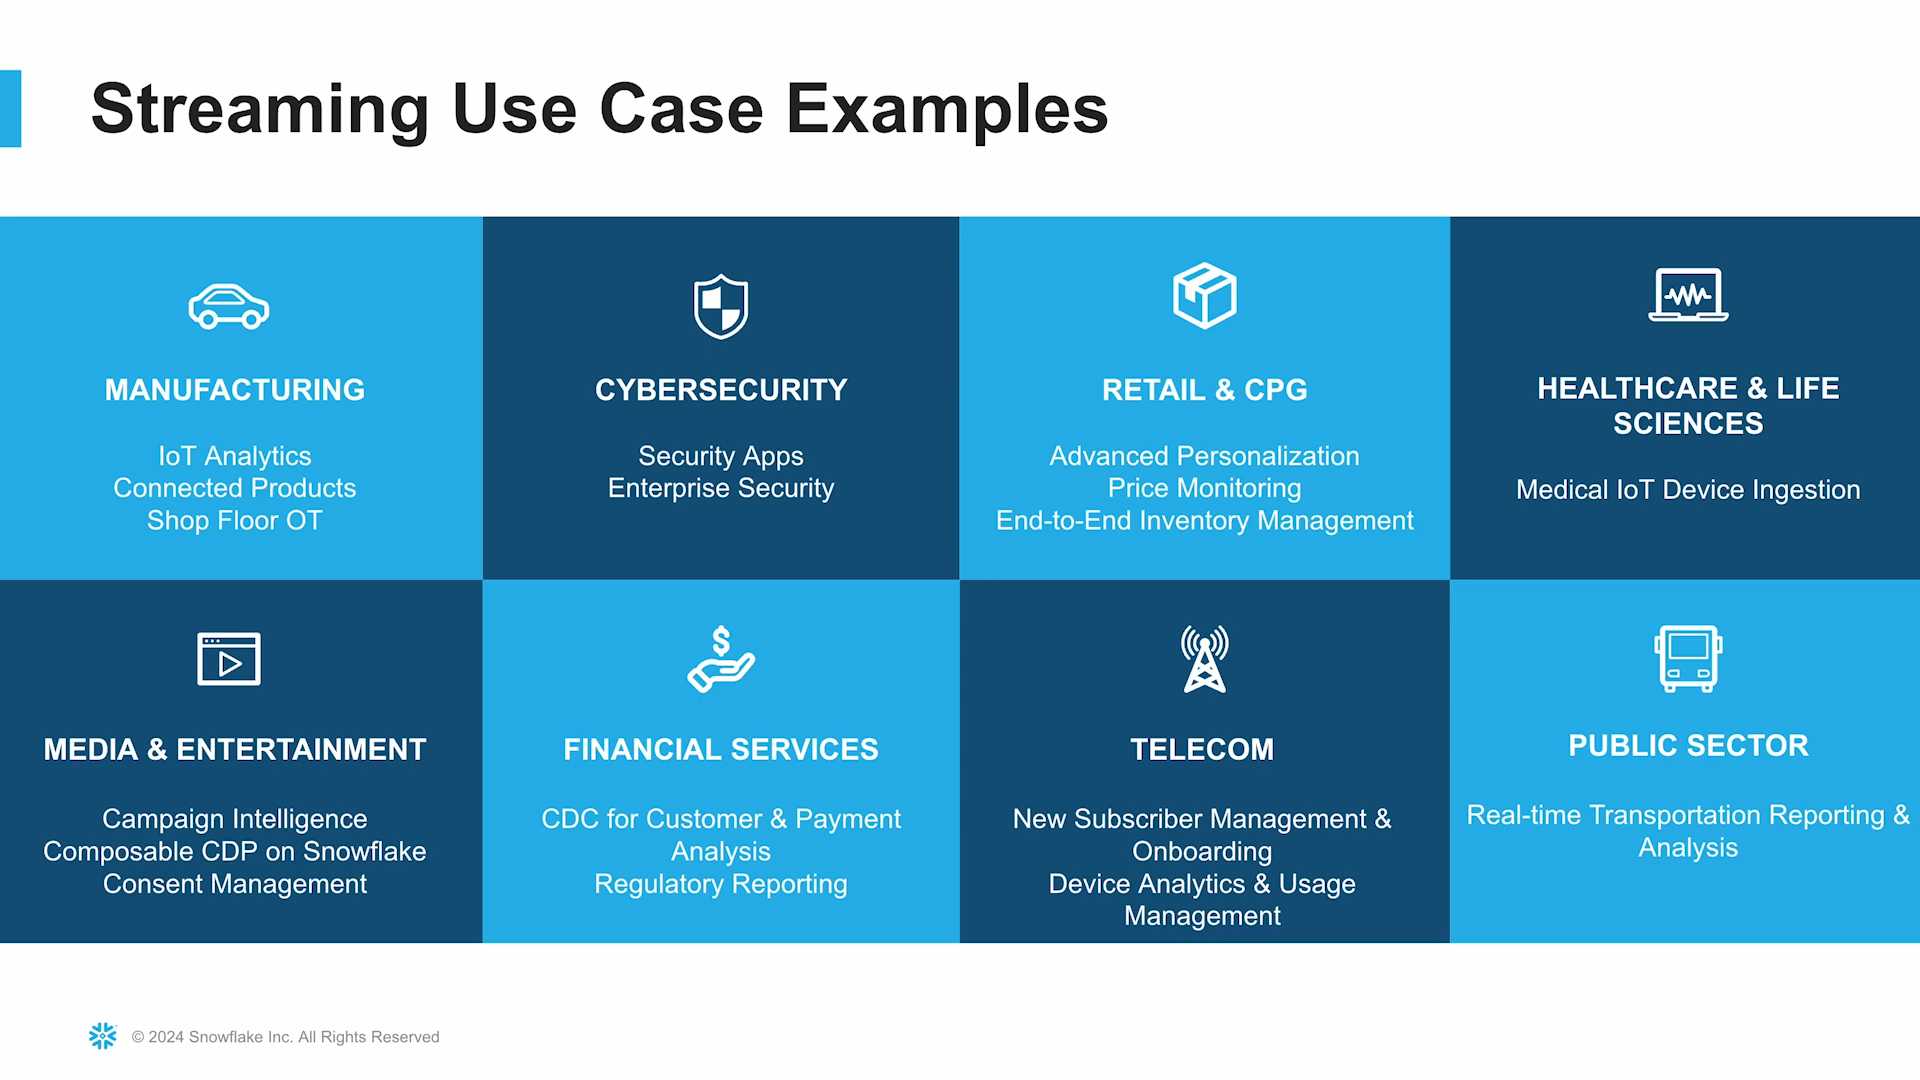 Streaming Use Case Examples
MANUFACTURING
IoT Analytics
Connected Products
Shop Floor OT
CYBERSECURITY
Security Apps
Enterprise Security
RETAIL & CPG
Advanced Personalization
Price Monitoring
End-to-End Inventory Management
HEALTHCARE & LIFE
SCIENCES
Medical IoT Device Ingestion
MEDIA & ENTERTAINMENT
Campaign Intelligence
Composable CDP on Snowflake
Consent Management
$
FINANCIAL SERVICES
CDC for Customer & Payment
Analysis
Regulatory Reporting
TELECOM
New Subscriber Management &
Onboarding
Device Analytics & Usage
Management
PUBLIC SECTOR
Real-time Transportation Reporting &
Analysis
© 2024 Snowflake Inc. All Rights Reserved